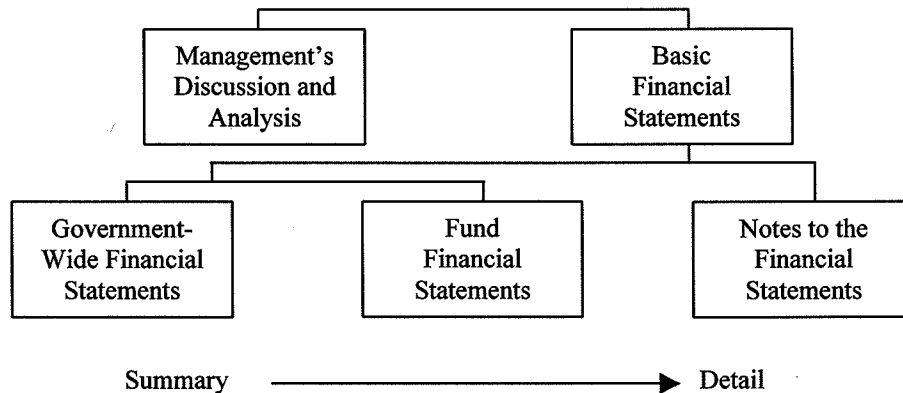 Management's
Discussion and
Analysis
Basic
Financial
Statements
Government-
Wide Financial
Statements
Fund
Financial
Statements
Notes to the
Financial
Statements
Summary
Detail